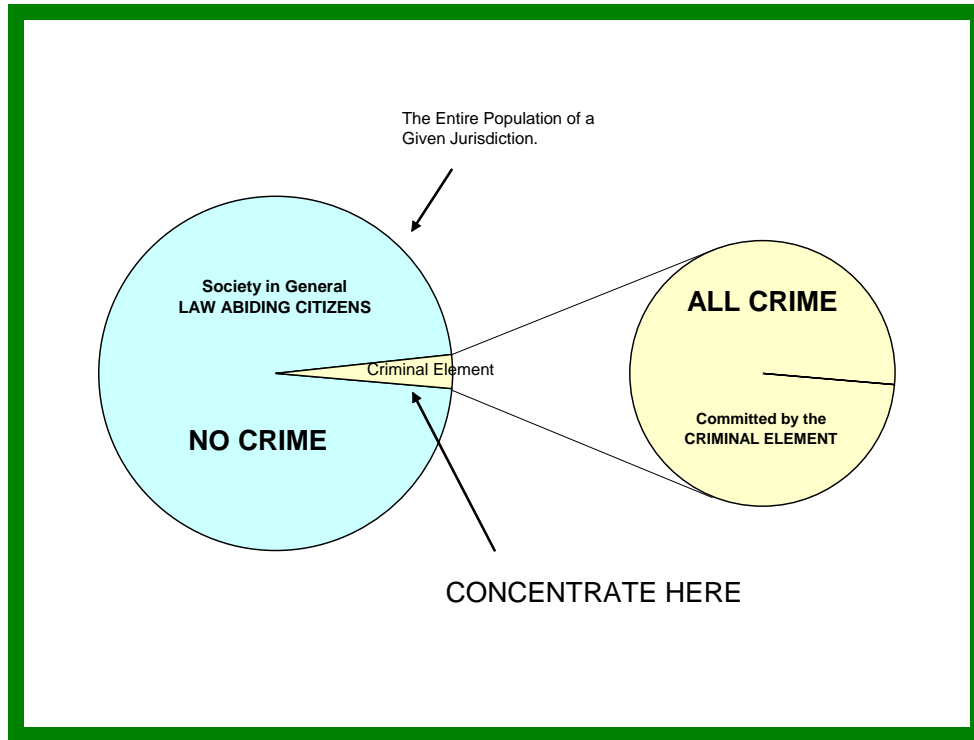 The Entire Population of a
Given Jurisdiction.
Society in General
LAW ABIDING CITIZENS
Criminal Element
NO CRIME
ALL CRIME
Committed by the
CRIMINAL ELEMENT
CONCENTRATE HERE